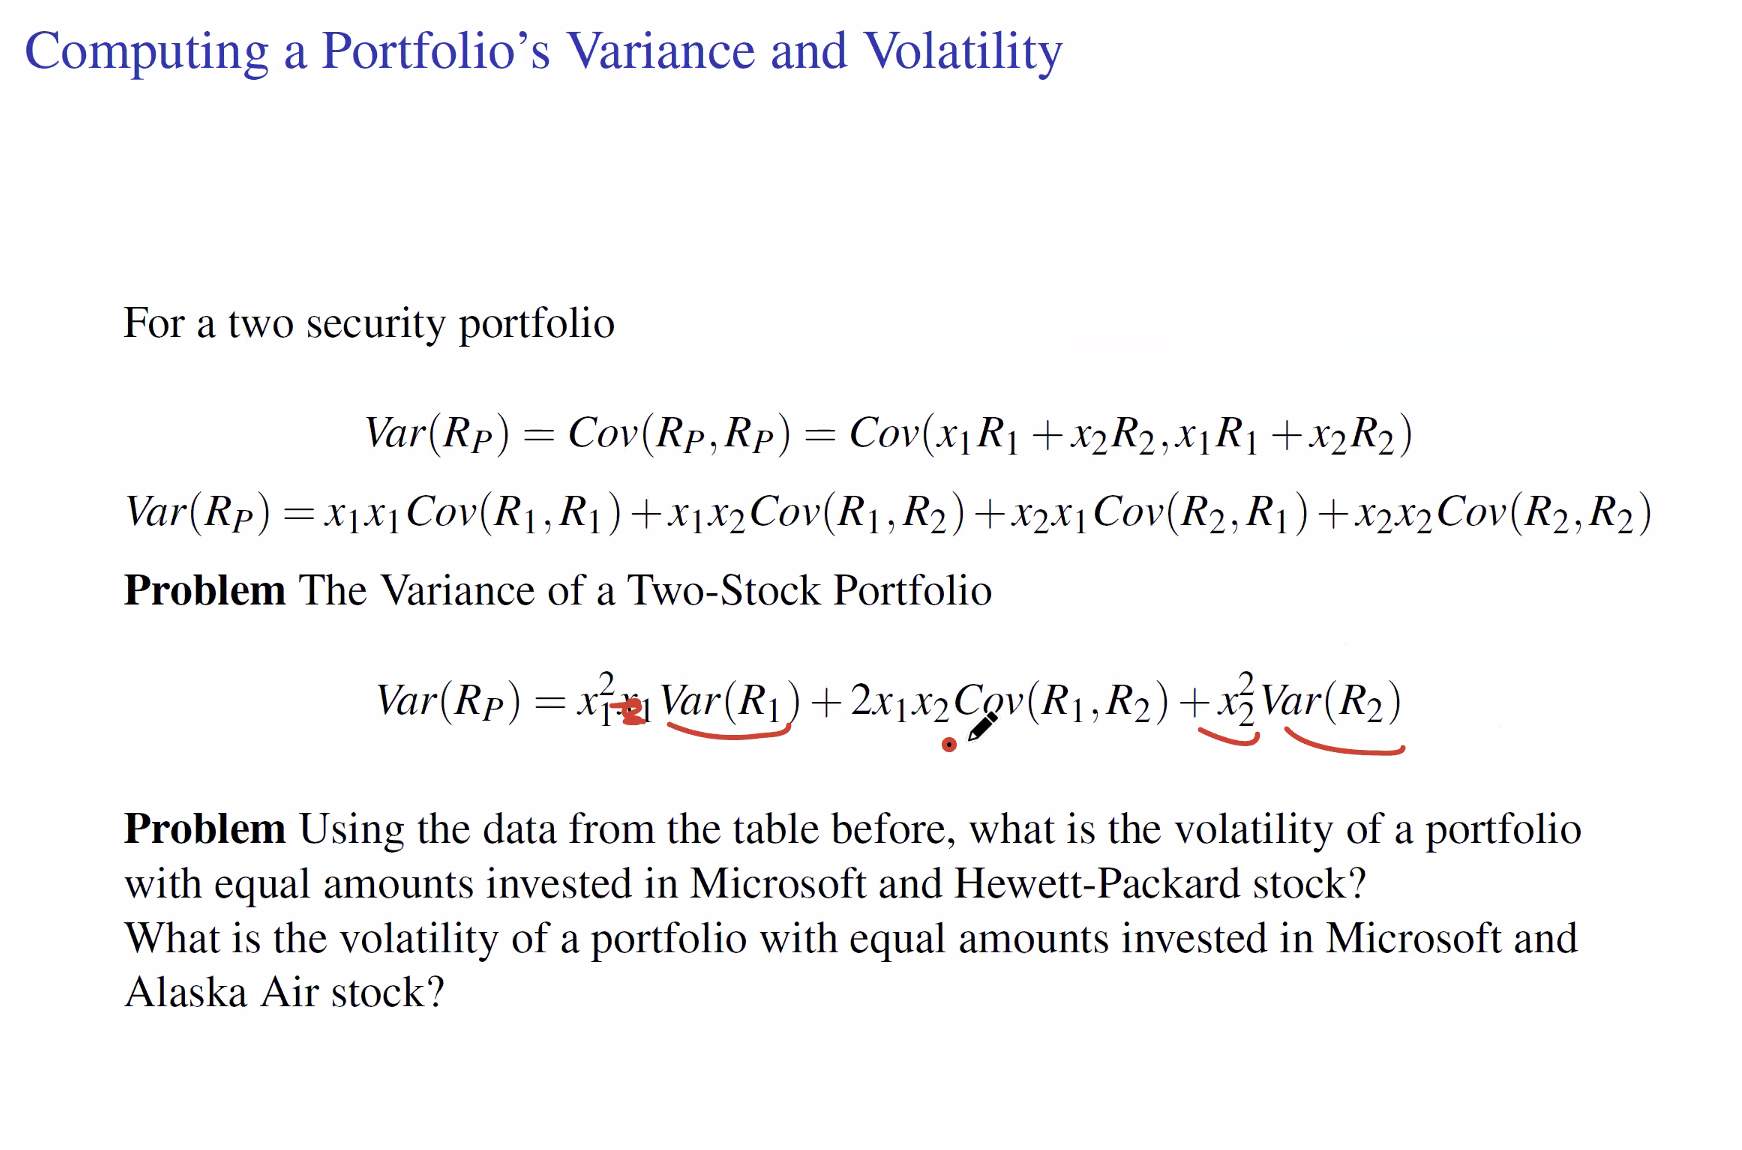 Computing a Portfolio's Variance and Volatility
For a two security portfolio
Var(R_P) = Cov(R_P, R_P) = Cov(x_1R_1 + x_2R_2, x_1R_1 + x_2R_2)
Var(R_P) = x_1x_1Cov(R_1, R_1) + x_1x_2Cov(R_1, R_2) + x_2x_1Cov(R_2, R_1) + x_2x_2Cov(R_2, R_2)
Problem The Variance of a Two-Stock Portfolio
Var(R_P) = x_1^2x_1Var(R_1) + 2x_1x_2Cov(R_1, R_2) + x_2^2Var(R_2)
Problem Using the data from the table before, what is the volatility of a portfolio
with equal amounts invested in Microsoft and Hewett-Packard stock?
What is the volatility of a portfolio with equal amounts invested in Microsoft and
Alaska Air stock?